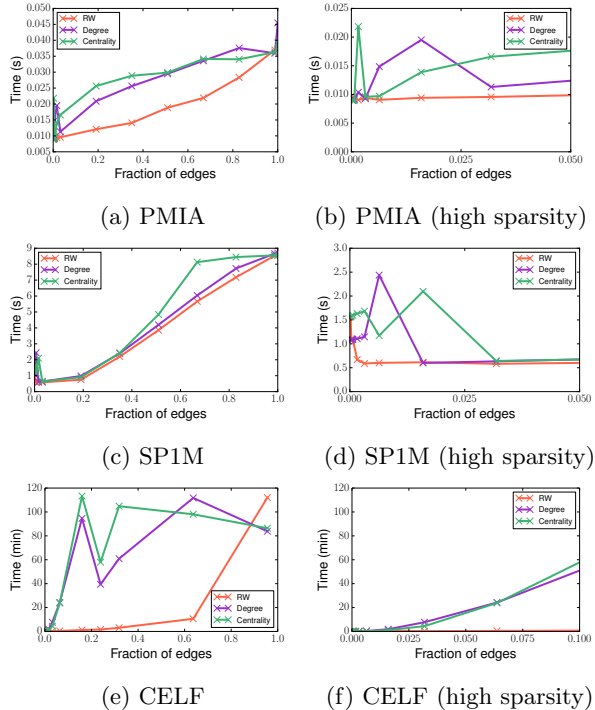 0.050
0.045
0.040
0.035
0.030
0.025
0.020
0.015
0.010
0.005
Time (s)
RW
Degree
Centrality
0.0 0.2 0.4 0.6 0.8 1.0
Fraction of edges
(a) PMIA
0.025
0.020
0.015
0.010
0.005
0.000
Time (s)
RW
Degree
Centrality
0.000 0.025 0.050
Fraction of edges
(b) PMIA (high sparsity)
9
8
7
6
5
4
3
2
1
0
Time (s)
RW
Degree
Centrality
0.0 0.2 0.4 0.6 0.8 1.0
Fraction of edges
(c) SP1M
3.0
2.5
2.0
1.5
1.0
0.5
0.0
Time (s)
RW
Degree
Centrality
0.000 0.025 0.050
Fraction of edges
(d) SP1M (high sparsity)
120
100
80
60
40
20
0
Time (min)
RW
Degree
Centrality
0.0 0.2 0.4 0.6 0.8 1.0
Fraction of edges
(e) CELF
120
100
80
60
40
20
0
Time (min)
RW
Degree
Centrality
0.000 0.025 0.050 0.075 0.100
Fraction of edges
(f) CELF (high sparsity)